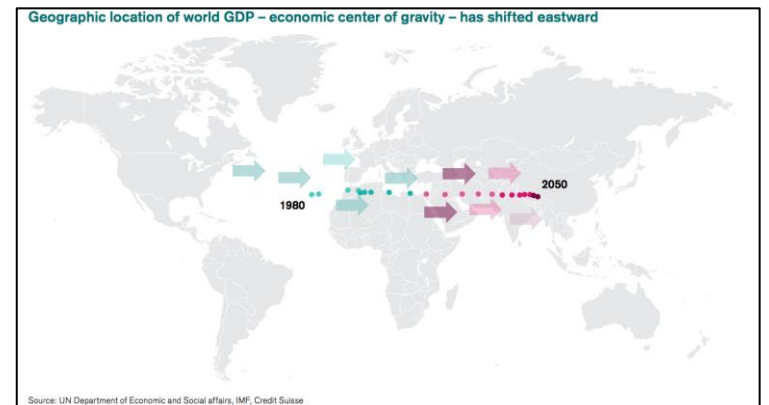 Geographic location of world GDP – economic center of gravity – has shifted eastward
2050
1980
Source: UN Department of Economic and Social affairs, IMF, Credit Suisse